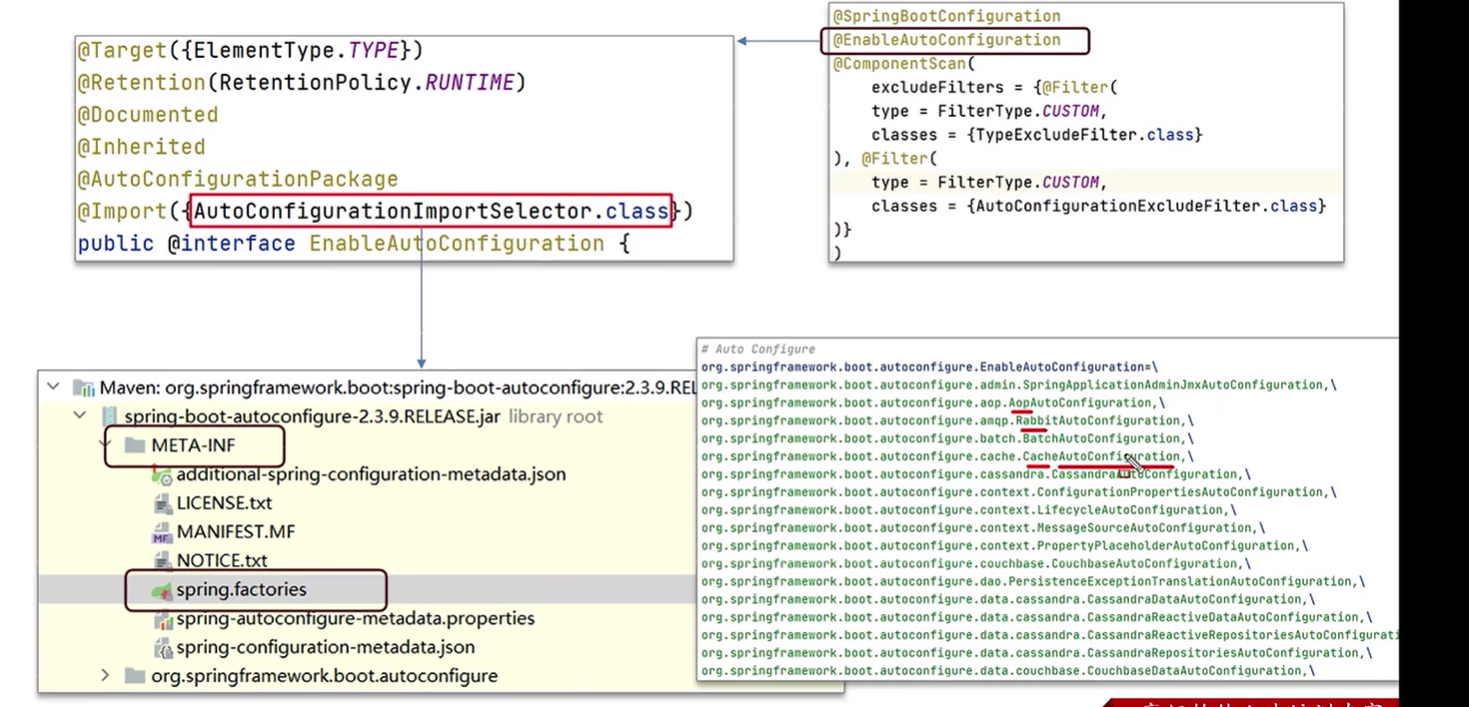 @Target({ElementType.TYPE})
@Retention(RetentionPolicy.RUNTIME)
@Documented
@Inherited
@AutoConfigurationPackage
@Import({AutoConfigurationImportSelector.class})
public @interface EnableAutoConfiguration {
@SpringBootConfiguration
@EnableAutoConfiguration
@ComponentScan(
excludeFilters = {@Filter(
type = FilterType.CUSTOM,
classes = {TypeExcludeFilter.class}
), @Filter(
type = FilterType.CUSTOM,
classes = {AutoConfigurationExcludeFilter.class}
)}
)
Maven: org.springframework.boot:spring-boot-autoconfigure:2.3.9.REL
spring-boot-autoconfigure-2.3.9.RELEASE.jar library root
META-INF
additional-spring-configuration-metadata.json
LICENSE.txt
MANIFEST.MF
NOTICE.txt
spring.factories
spring-autoconfigure-metadata.properties
spring-configuration-metadata.json
org.springframework.boot.autoconfigure
# Auto Configure
org.springframework.boot.autoconfigure.EnableAutoConfiguration=\
org.springframework.boot.autoconfigure.admin.SpringApplicationAdminJmxAutoConfiguration,\
org.springframework.boot.autoconfigure.aop.AopAutoConfiguration,\
org.springframework.boot.autoconfigure.amqp.RabbitAutoConfiguration,\
org.springframework.boot.autoconfigure.batch.BatchAutoConfiguration,\
org.springframework.boot.autoconfigure.cache.CacheAutoConfiguration,\
org.springframework.boot.autoconfigure.cassandra.CassandraAutoConfiguration,\
org.springframework.boot.autoconfigure.context.ConfigurationPropertiesAutoConfiguration,\
org.springframework.boot.autoconfigure.context.LifecycleAutoConfiguration,\
org.springframework.boot.autoconfigure.context.MessageSourceAutoConfiguration,\
org.springframework.boot.autoconfigure.context.PropertyPlaceholderAutoConfiguration,\
org.springframework.boot.autoconfigure.couchbase.CouchbaseAutoConfiguration,\
org.springframework.boot.autoconfigure.dao.PersistenceExceptionTranslationAutoConfiguration,\
org.springframework.boot.autoconfigure.data.cassandra.CassandraDataAutoConfiguration,\
org.springframework.boot.autoconfigure.data.cassandra.CassandraReactiveDataAutoConfiguration,\
org.springframework.boot.autoconfigure.data.cassandra.CassandraReactiveRepositoriesAutoConfigurati
org.springframework.boot.autoconfigure.data.cassandra.CassandraRepositoriesAutoConfiguration,\
org.springframework.boot.autoconfigure.data.couchbase.CouchbaseDataAutoConfiguration,\